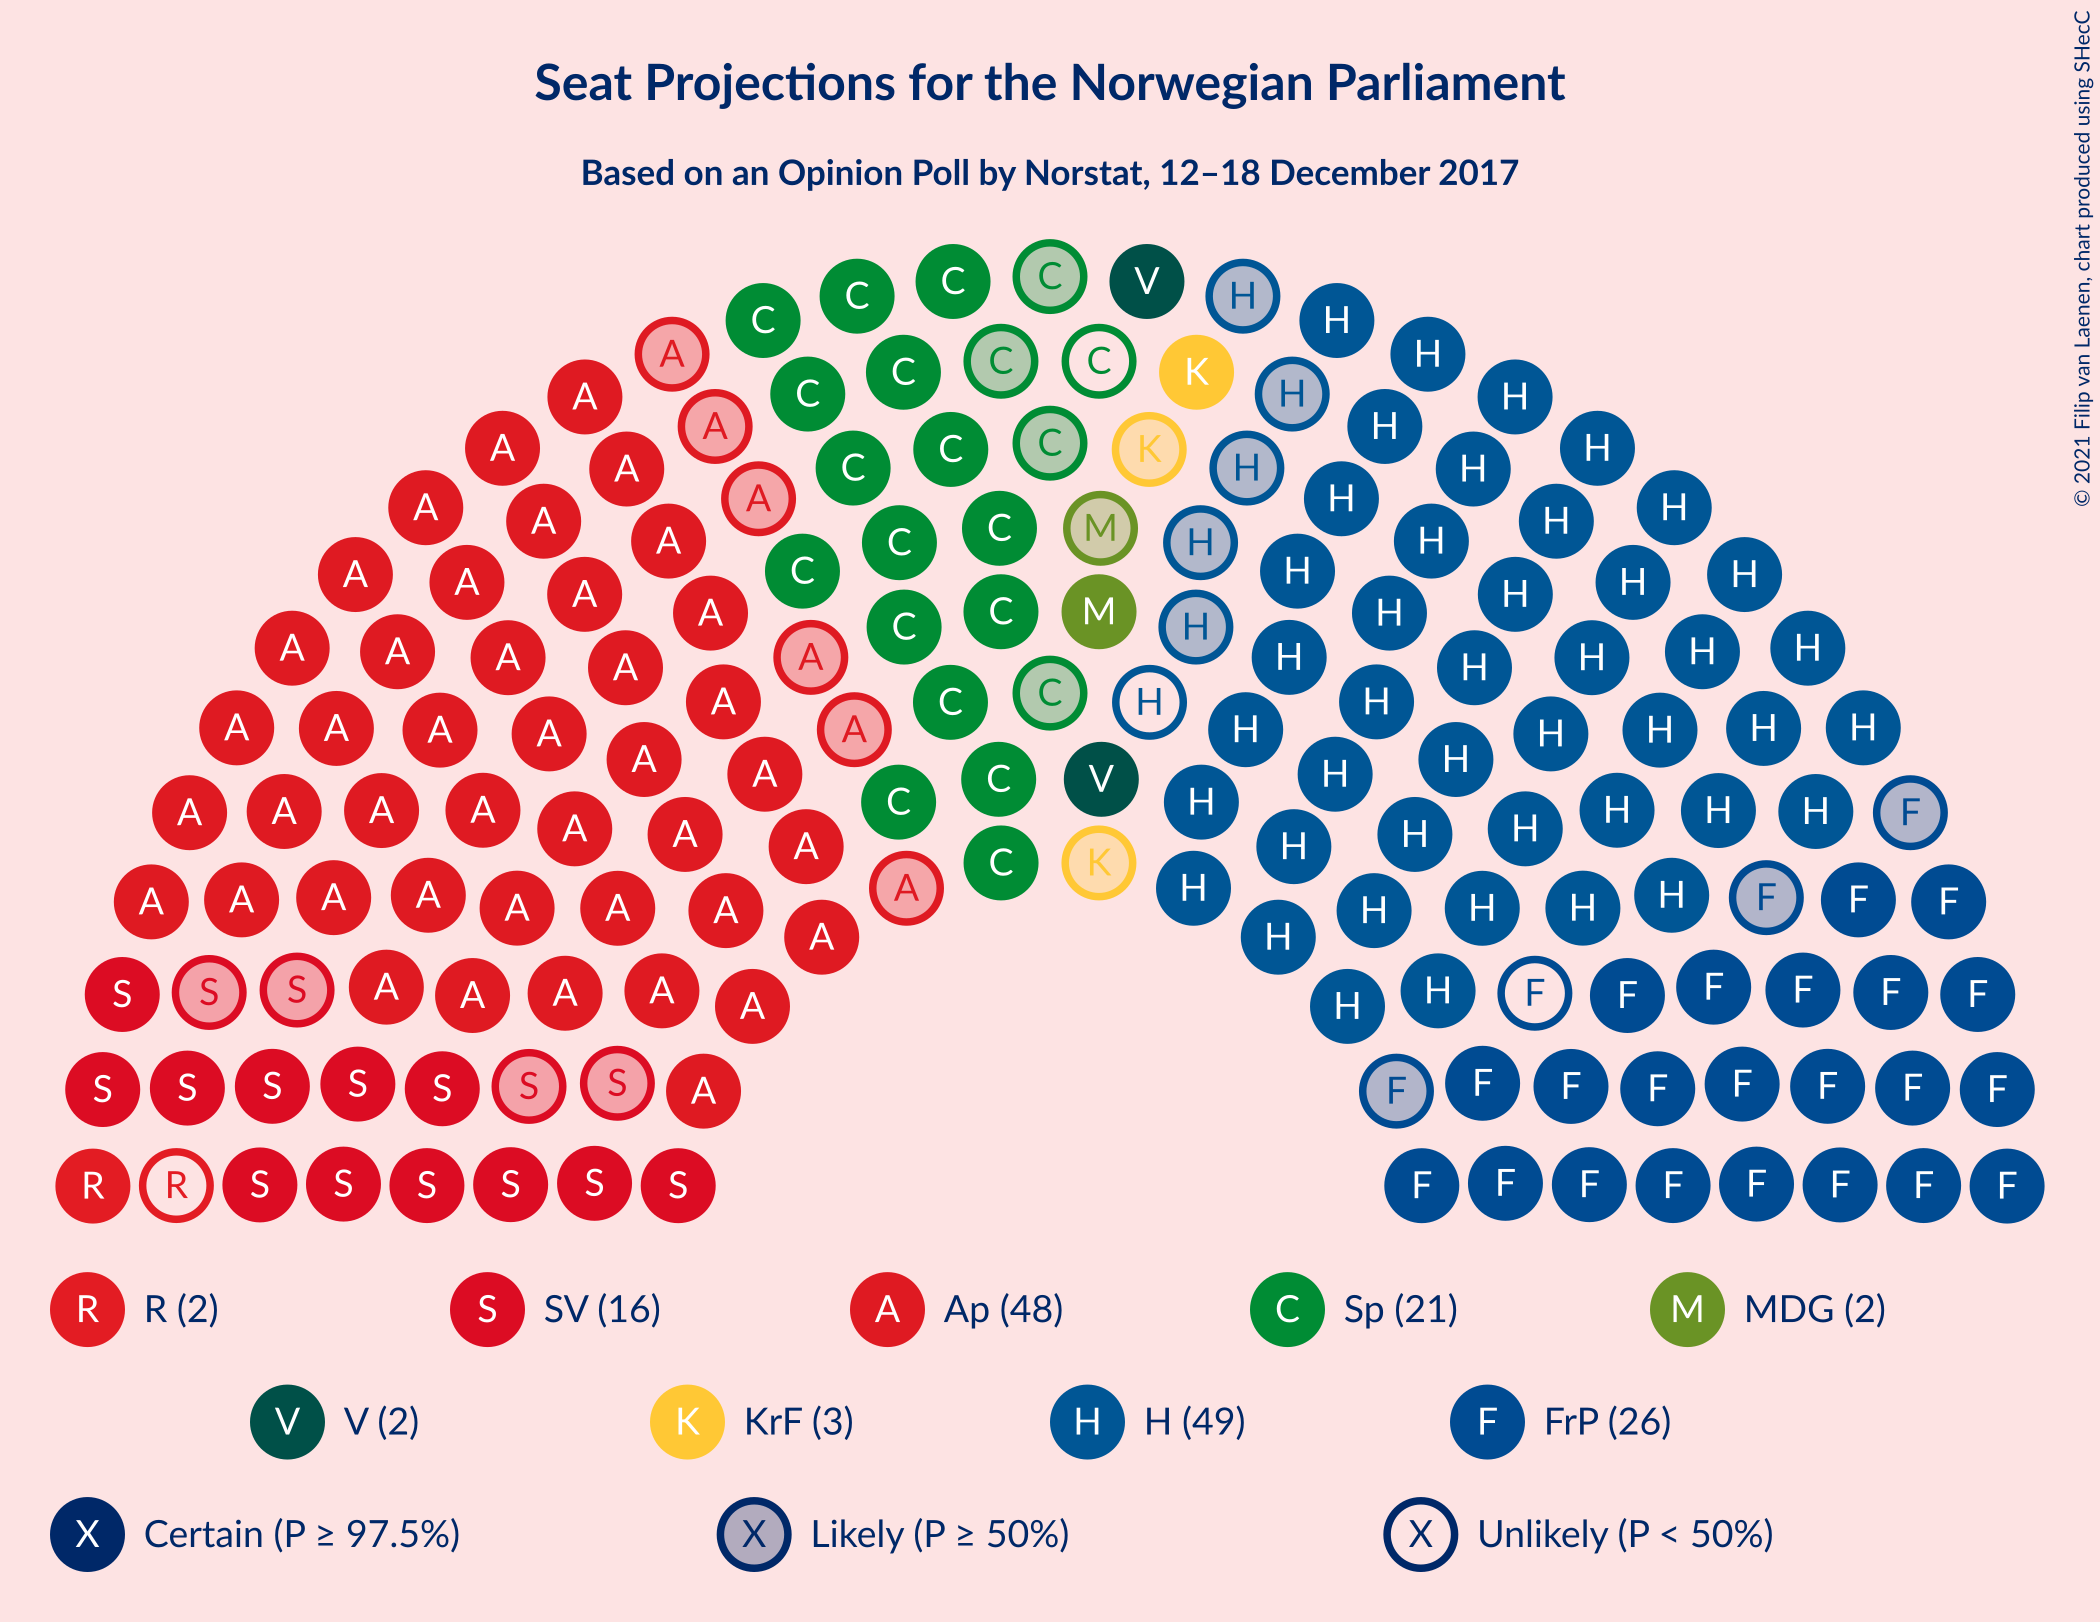 Seat Projections for the Norwegian Parliament
Based on an Opinion Poll by Norstat, 12–18 December 2017
© 2021 Filip van Laenen, chart produced using SHecC
C C C C V H H
A C C K H H
A C C C H H
A A C C C K H H H
A A C C M H H H
A A A C C H H H H
A A A C C M H H H H
A A A A A C H H H H H
A A A A A C C H H H H H H
A A A A A A C C V H H H H H H H
A A A A A A A C K H H H H H H F
A A A A A A A A A H H H H H F F F
S S S A A A A A H H F F F F F F
S S S S S S S A F F F F F F F F
R R S S S S S S F F F F F F F F
R R (2) S SV (16) A Ap (48) C Sp (21) M MDG (2)
V V (2) K KrF (3) H H (49) F FrP (26)
X Certain (P ≥ 97.5%) X Likely (P ≥ 50%) X Unlikely (P < 50%)